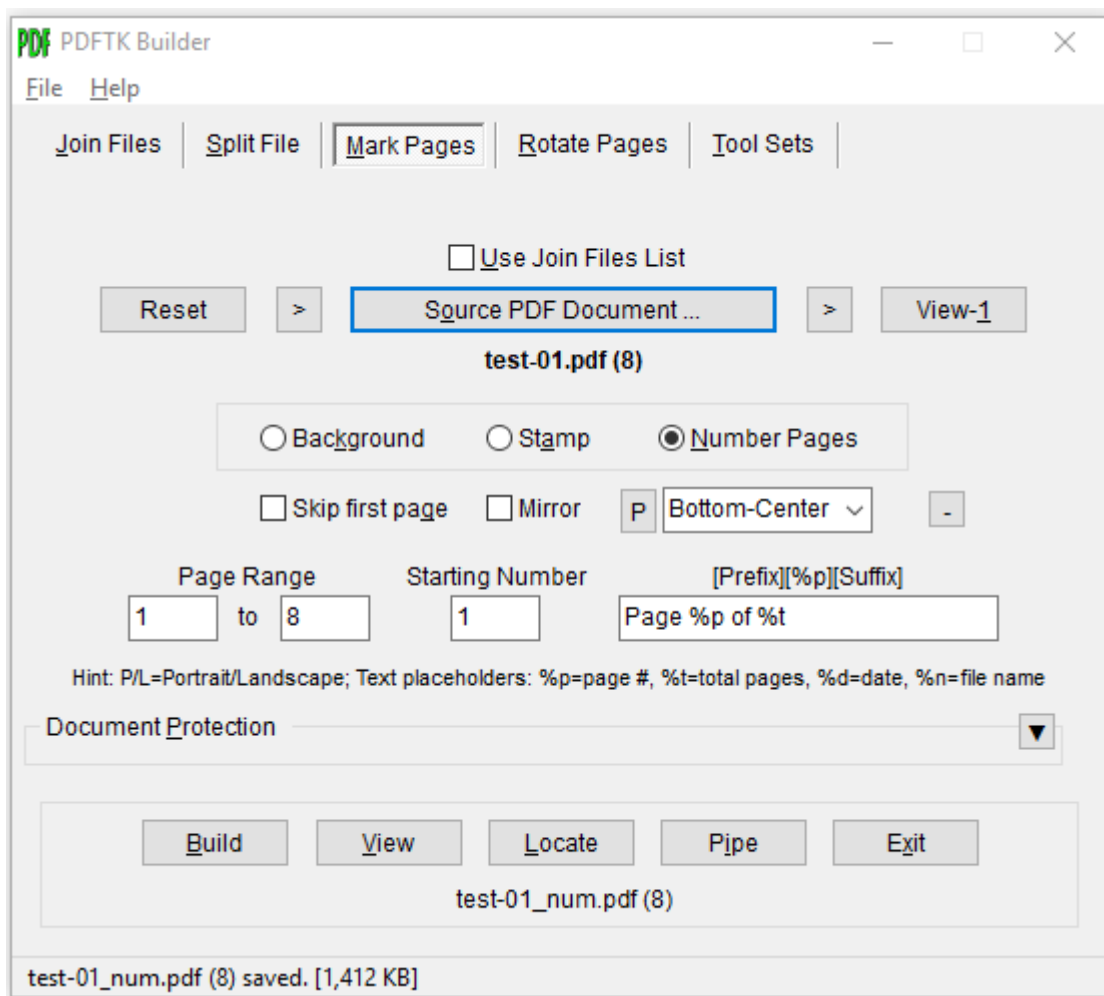 PDF PDFTK Builder
File Help
Join Files Split File Mark Pages Rotate Pages Tool Sets
Use Join Files List
Reset > Source PDF Document ... > View-1
test-01.pdf (8)
Background Stamp Number Pages
Skip first page Mirror P Bottom-Center -
Page Range Starting Number [Prefix][%p][Suffix]
1 to 8 1 Page %p of %t
Hint: P/L=Portrait/Landscape; Text placeholders: %p=page #, %t=total pages, %d=date, %n=file name
Document Protection ▼
Build View Locate Pipe Exit
test-01_num.pdf (8)
test-01_num.pdf (8) saved. [1,412 KB]